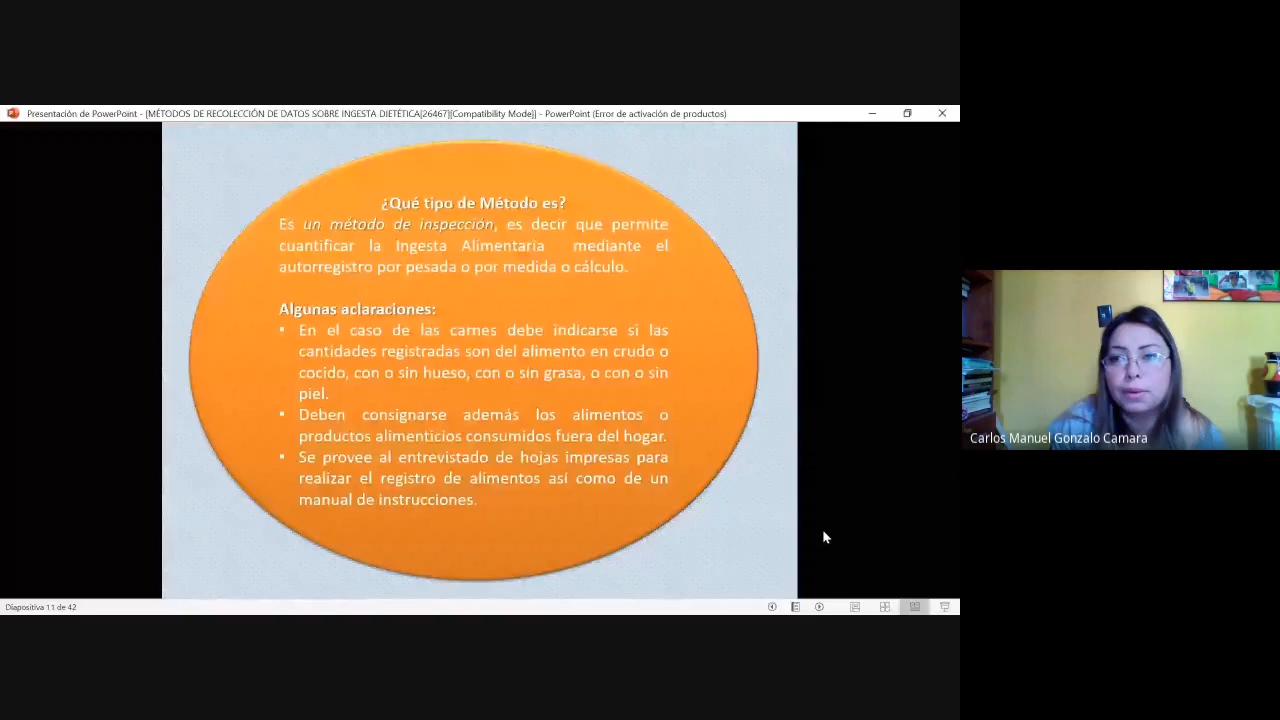 Presentación de PowerPoint - [MÉTODOS DE RECOLECCIÓN DE DATOS SOBRE INGESTA DIETÉTICA[26467][Compatibility Mode]] - PowerPoint (Error de activación de productos)
¿Qué tipo de Método es?
Es un método de inspección, es decir que permite
cuantificar la Ingesta Alimentaria mediante el
autorregistro por pesada o por medida o cálculo.
Algunas aclaraciones:
▪ En el caso de las carnes debe indicarse si las
cantidades registradas son del alimento en crudo o
cocido, con o sin hueso, con o sin grasa, o con o sin
piel.
▪ Deben consignarse además los alimentos o
productos alimenticios consumidos fuera del hogar.
▪ Se provee al entrevistado de hojas impresas para
realizar el registro de alimentos así como de un
manual de instrucciones.
Carlos Manuel Gonzalo Camara
Diapositiva 11 de 42